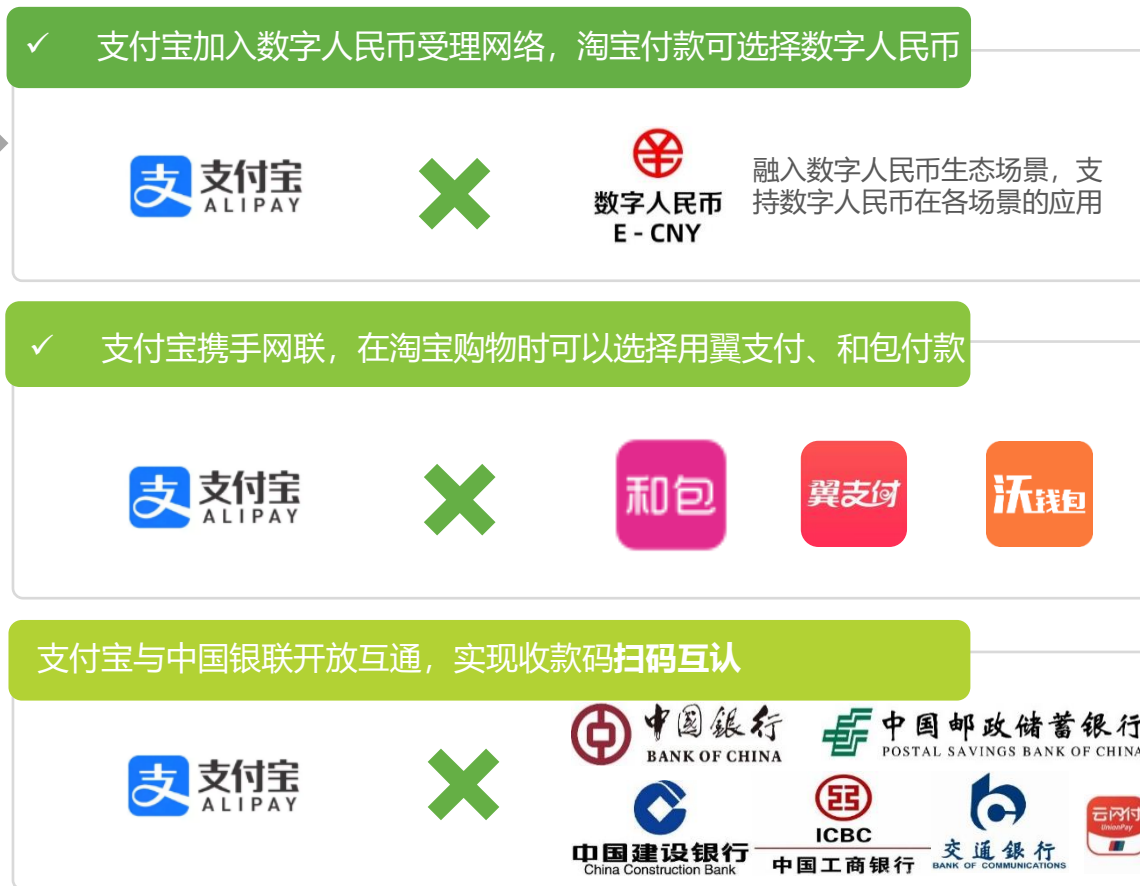 ✓ 支付宝加入数字人民币受理网络，淘宝付款可选择数字人民币
支 支付宝
ALIPAY
数字人民币
E - CNY
融入数字人民币生态场景，支
持数字人民币在各场景的应用
✓ 支付宝携手网联，在淘宝购物时可以选择用翼支付、和包付款
支 支付宝
ALIPAY
和包
翼支付
沃钱包
支付宝与中国银联开放互通，实现收款码扫码互认
支 支付宝
ALIPAY
中國銀行
BANK OF CHINA
中国邮政储蓄银行
POSTAL SAVINGS BANK OF CHINA
中国建设银行
China Construction Bank
ICBC
中国工商银行
交通銀行
BANK OF COMMUNICATIONS
云闪付
UnionPay